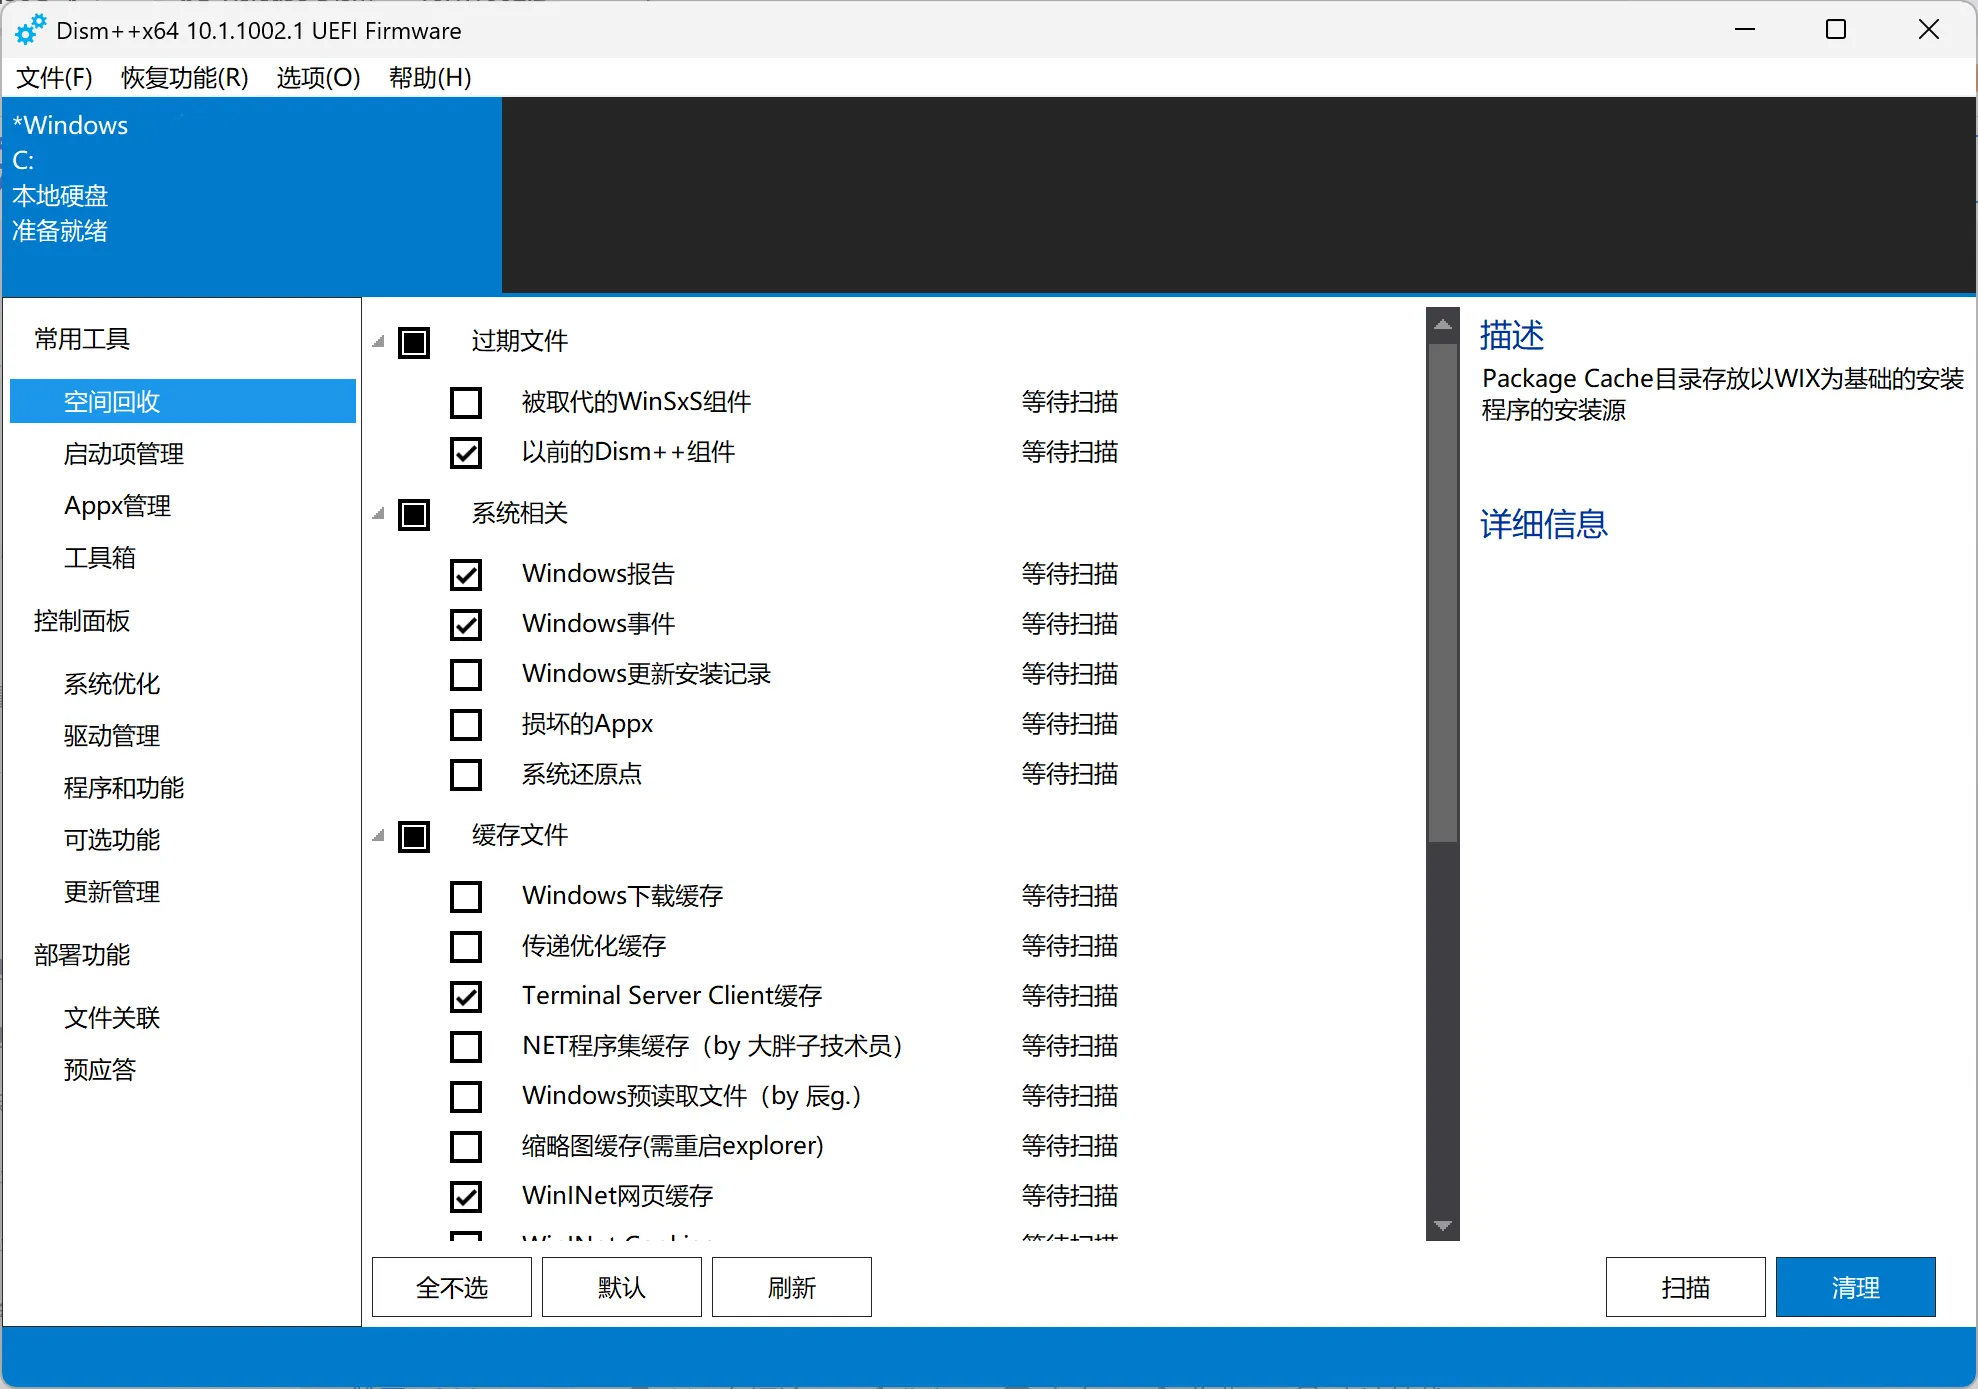 Dism++x64 10.1.1002.1 UEFI Firmware
文件(F) 恢复功能(R) 选项(O) 帮助(H)
*Windows
C:
本地硬盘
准备就绪
常用工具
空间回收
启动项管理
Appx管理
工具箱
控制面板
系统优化
驱动管理
程序和功能
可选功能
更新管理
部署功能
文件关联
预应答
过期文件
被取代的WinSxS组件 等待扫描
以前的Dism++组件 等待扫描
系统相关
Windows报告 等待扫描
Windows事件 等待扫描
Windows更新安装记录 等待扫描
损坏的Appx 等待扫描
系统还原点 等待扫描
缓存文件
Windows下载缓存 等待扫描
传递优化缓存 等待扫描
Terminal Server Client缓存 等待扫描
NET程序集缓存（by 大胖子技术员） 等待扫描
Windows预读取文件（by 辰g.） 等待扫描
缩略图缓存(需重启explorer) 等待扫描
WinINet网页缓存 等待扫描
WinINet Cookies 等待扫描
全不选 默认 刷新 扫描 清理
描述
Package Cache目录存放以WIX为基础的安装
程序的安装源
详细信息